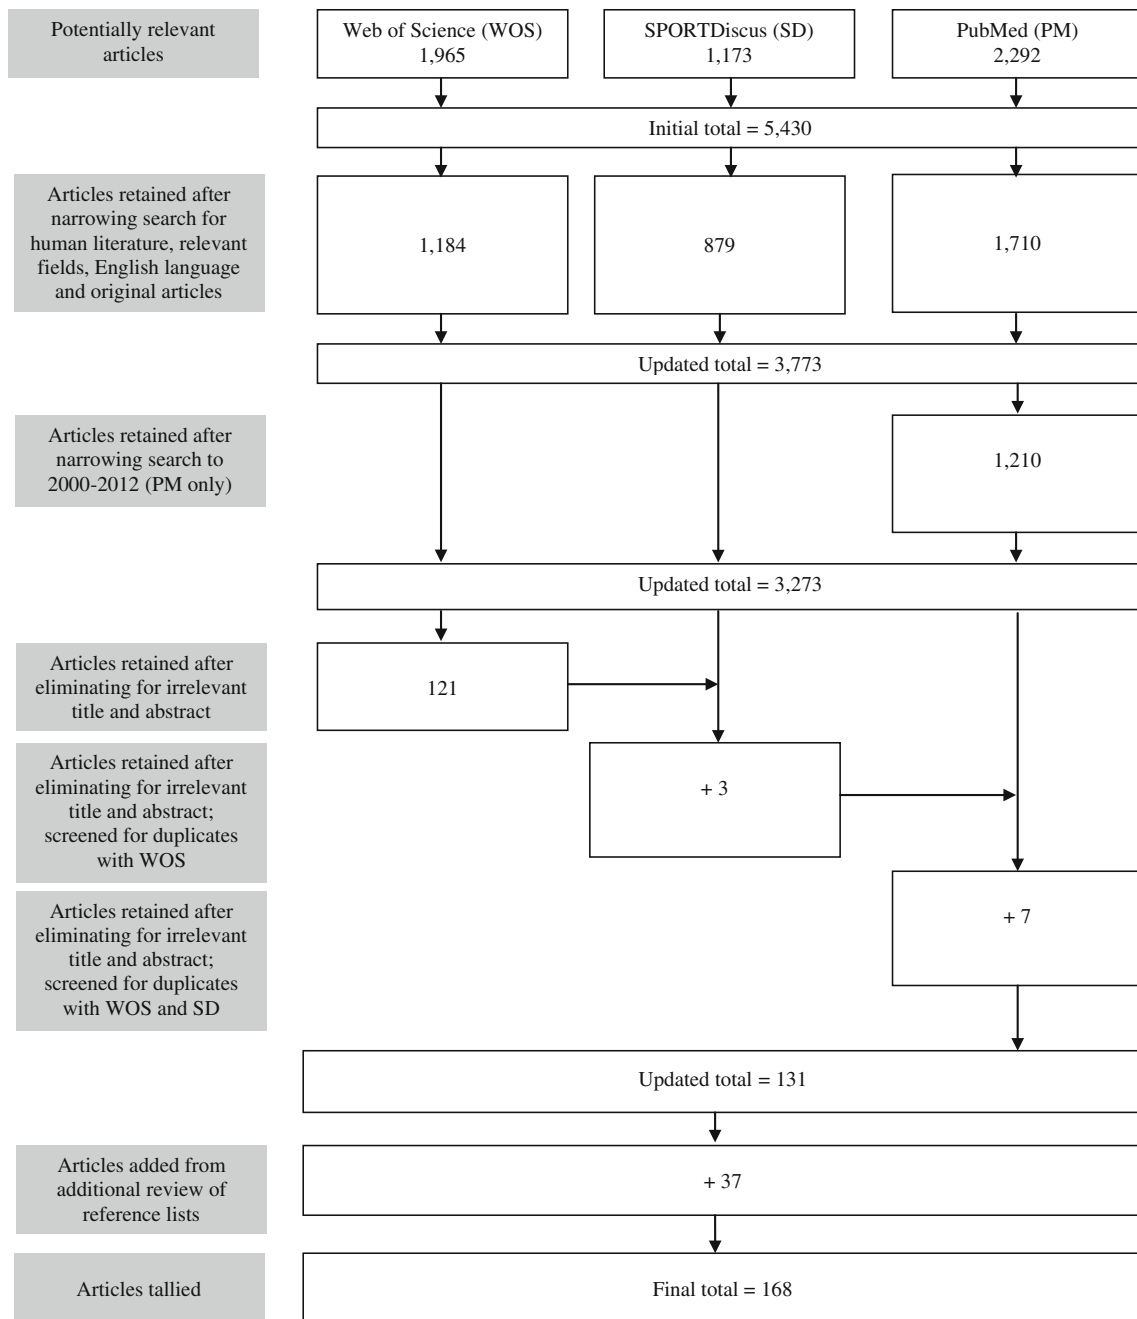 Potentially relevant
articles
Web of Science (WOS)
1,965
SPORTDiscus (SD)
1,173
PubMed (PM)
2,292
Initial total = 5,430
Articles retained after
narrowing search for
human literature, relevant
fields, English language
and original articles
1,184
879
1,710
Updated total = 3,773
Articles retained after
narrowing search to
2000-2012 (PM only)
1,210
Updated total = 3,273
Articles retained after
eliminating for irrelevant
title and abstract
121
Articles retained after
eliminating for irrelevant
title and abstract;
screened for duplicates
with WOS
+ 3
Articles retained after
eliminating for irrelevant
title and abstract;
screened for duplicates
with WOS and SD
+ 7
Updated total = 131
Articles added from
additional review of
reference lists
+ 37
Articles tallied
Final total = 168